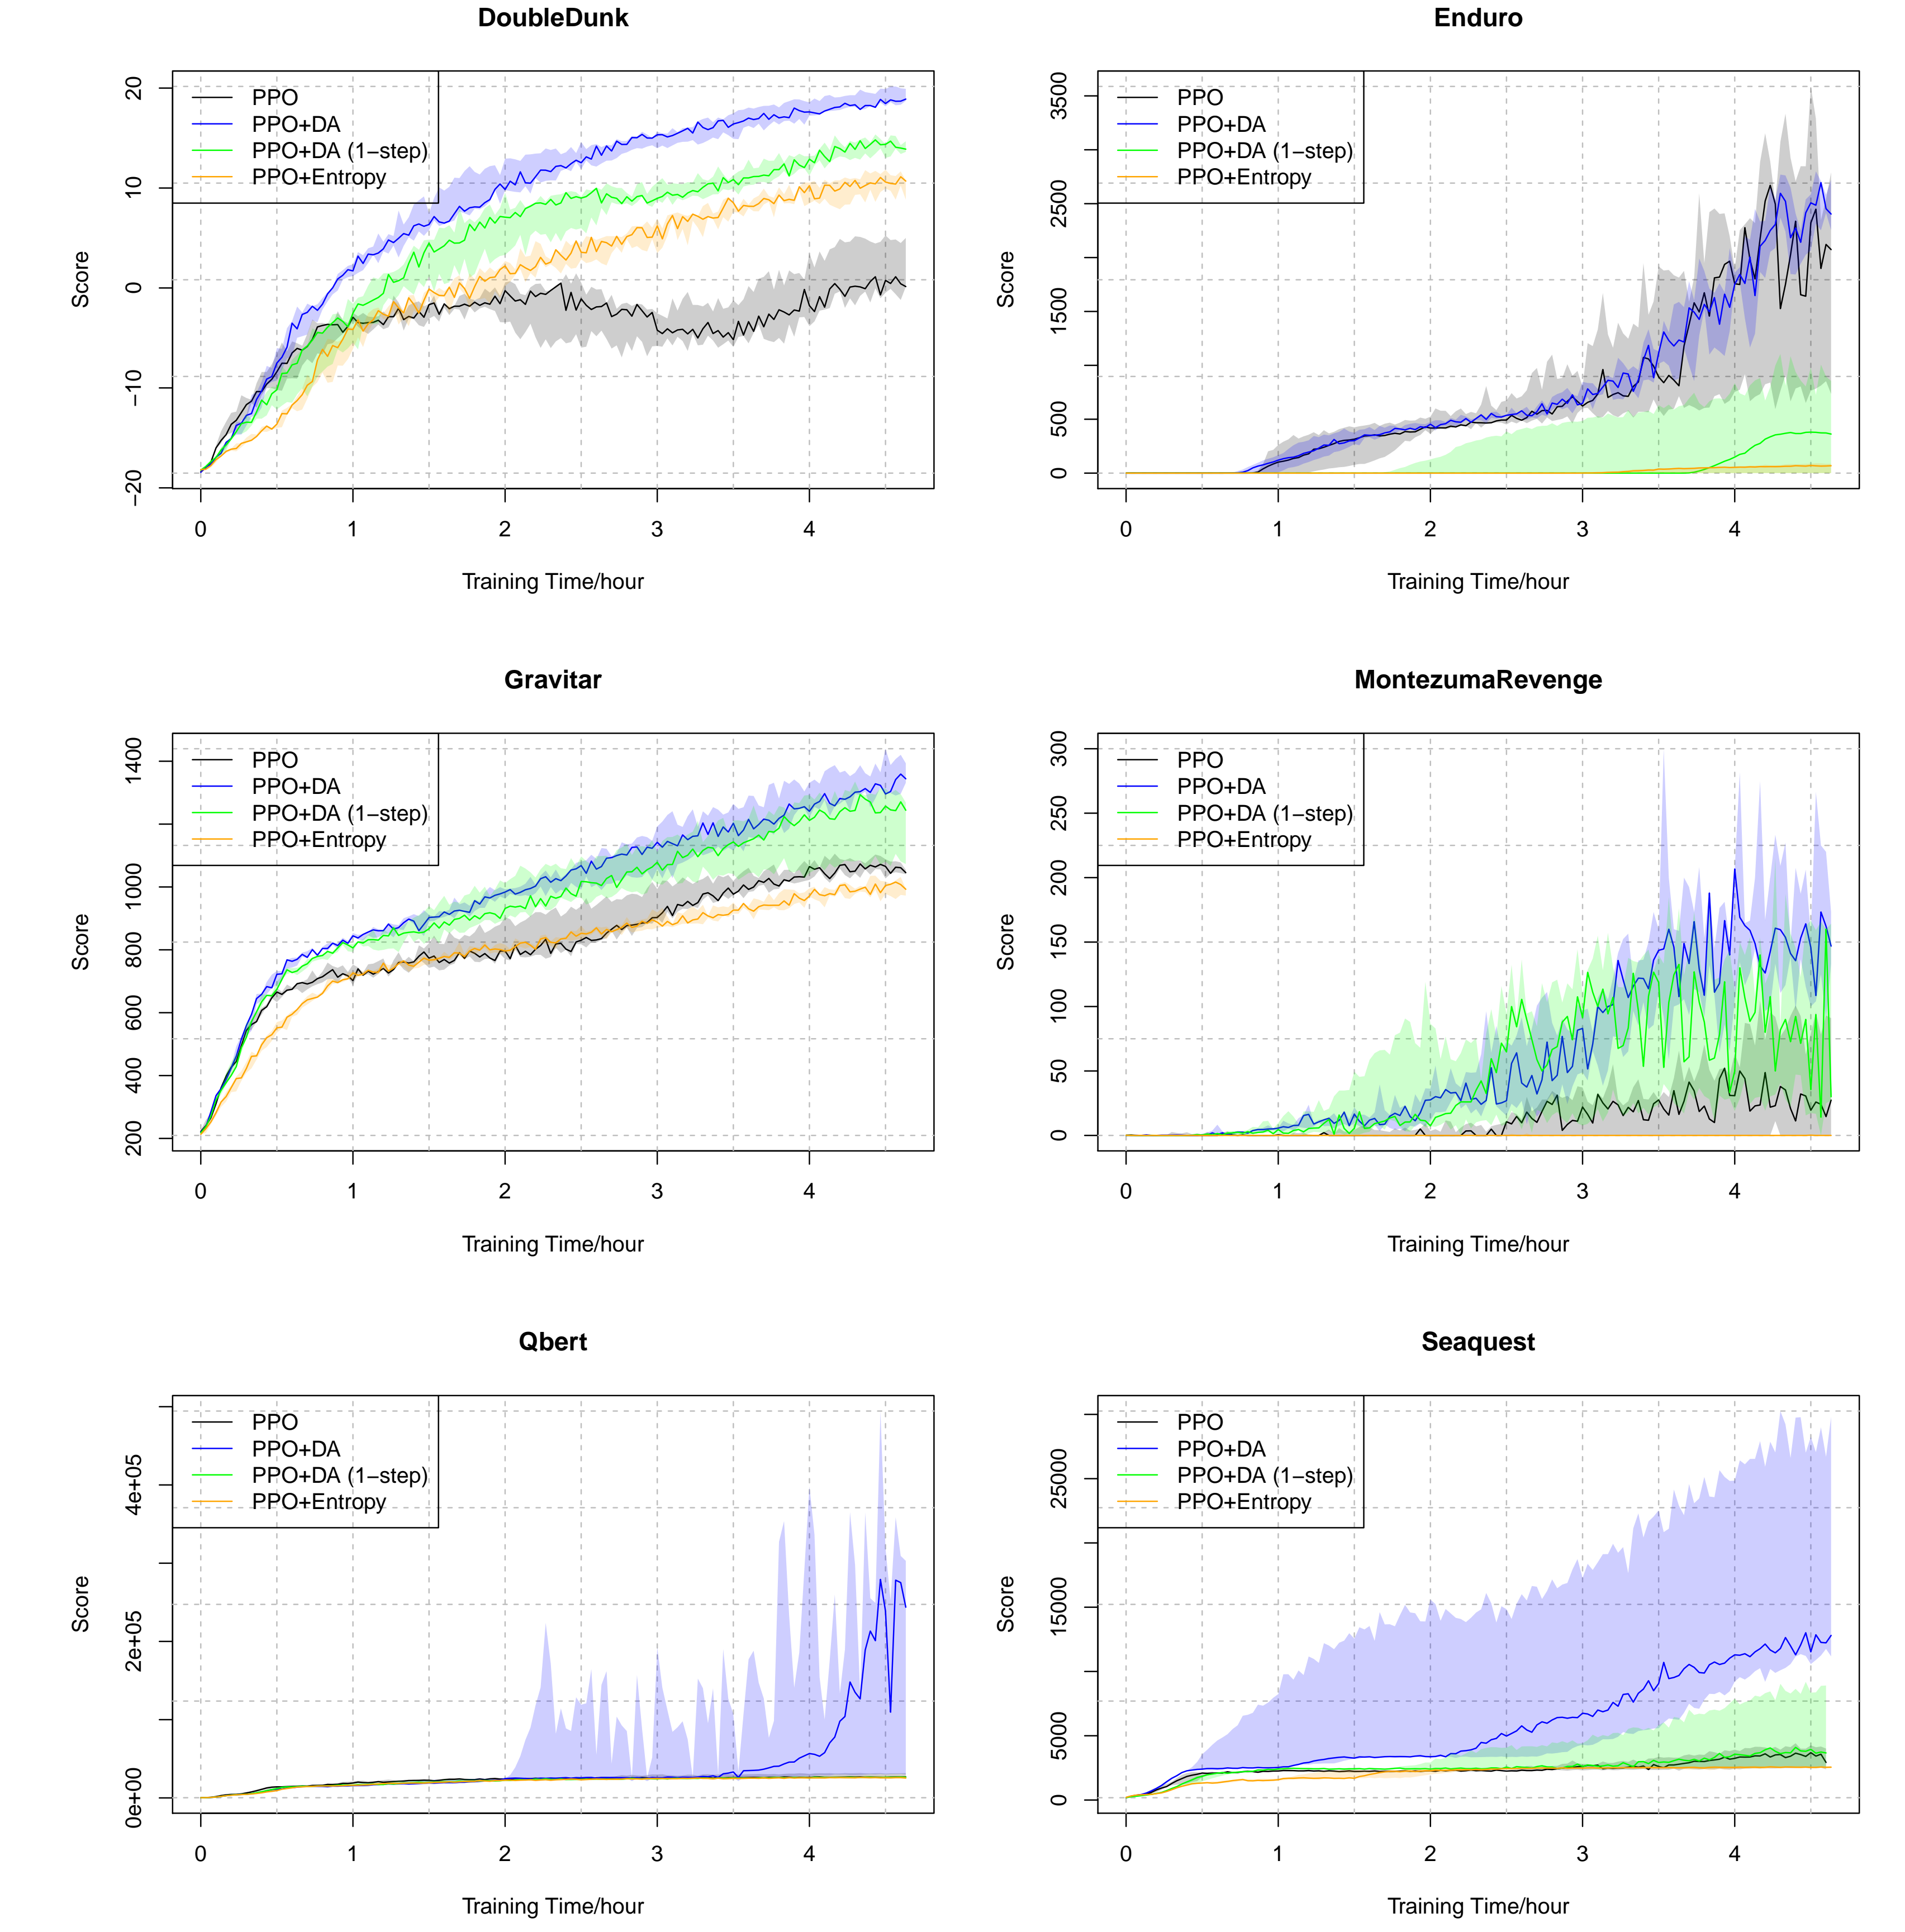 DoubleDunk
PPO
PPO+DA
PPO+DA (1−step)
PPO+Entropy
Score
20
10
0
−10
−20
0 1 2 3 4
Training Time/hour
Enduro
PPO
PPO+DA
PPO+DA (1−step)
PPO+Entropy
Score
3500
2500
1500
500
0
0 1 2 3 4
Training Time/hour
Gravitar
PPO
PPO+DA
PPO+DA (1−step)
PPO+Entropy
Score
1400
1000
800
600
400
200
0 1 2 3 4
Training Time/hour
MontezumaRevenge
PPO
PPO+DA
PPO+DA (1−step)
PPO+Entropy
Score
300
250
200
150
100
50
0
0 1 2 3 4
Training Time/hour
Qbert
PPO
PPO+DA
PPO+DA (1−step)
PPO+Entropy
Score
4e+05
2e+05
0e+00
0 1 2 3 4
Training Time/hour
Seaquest
PPO
PPO+DA
PPO+DA (1−step)
PPO+Entropy
Score
25000
15000
5000
0
0 1 2 3 4
Training Time/hour